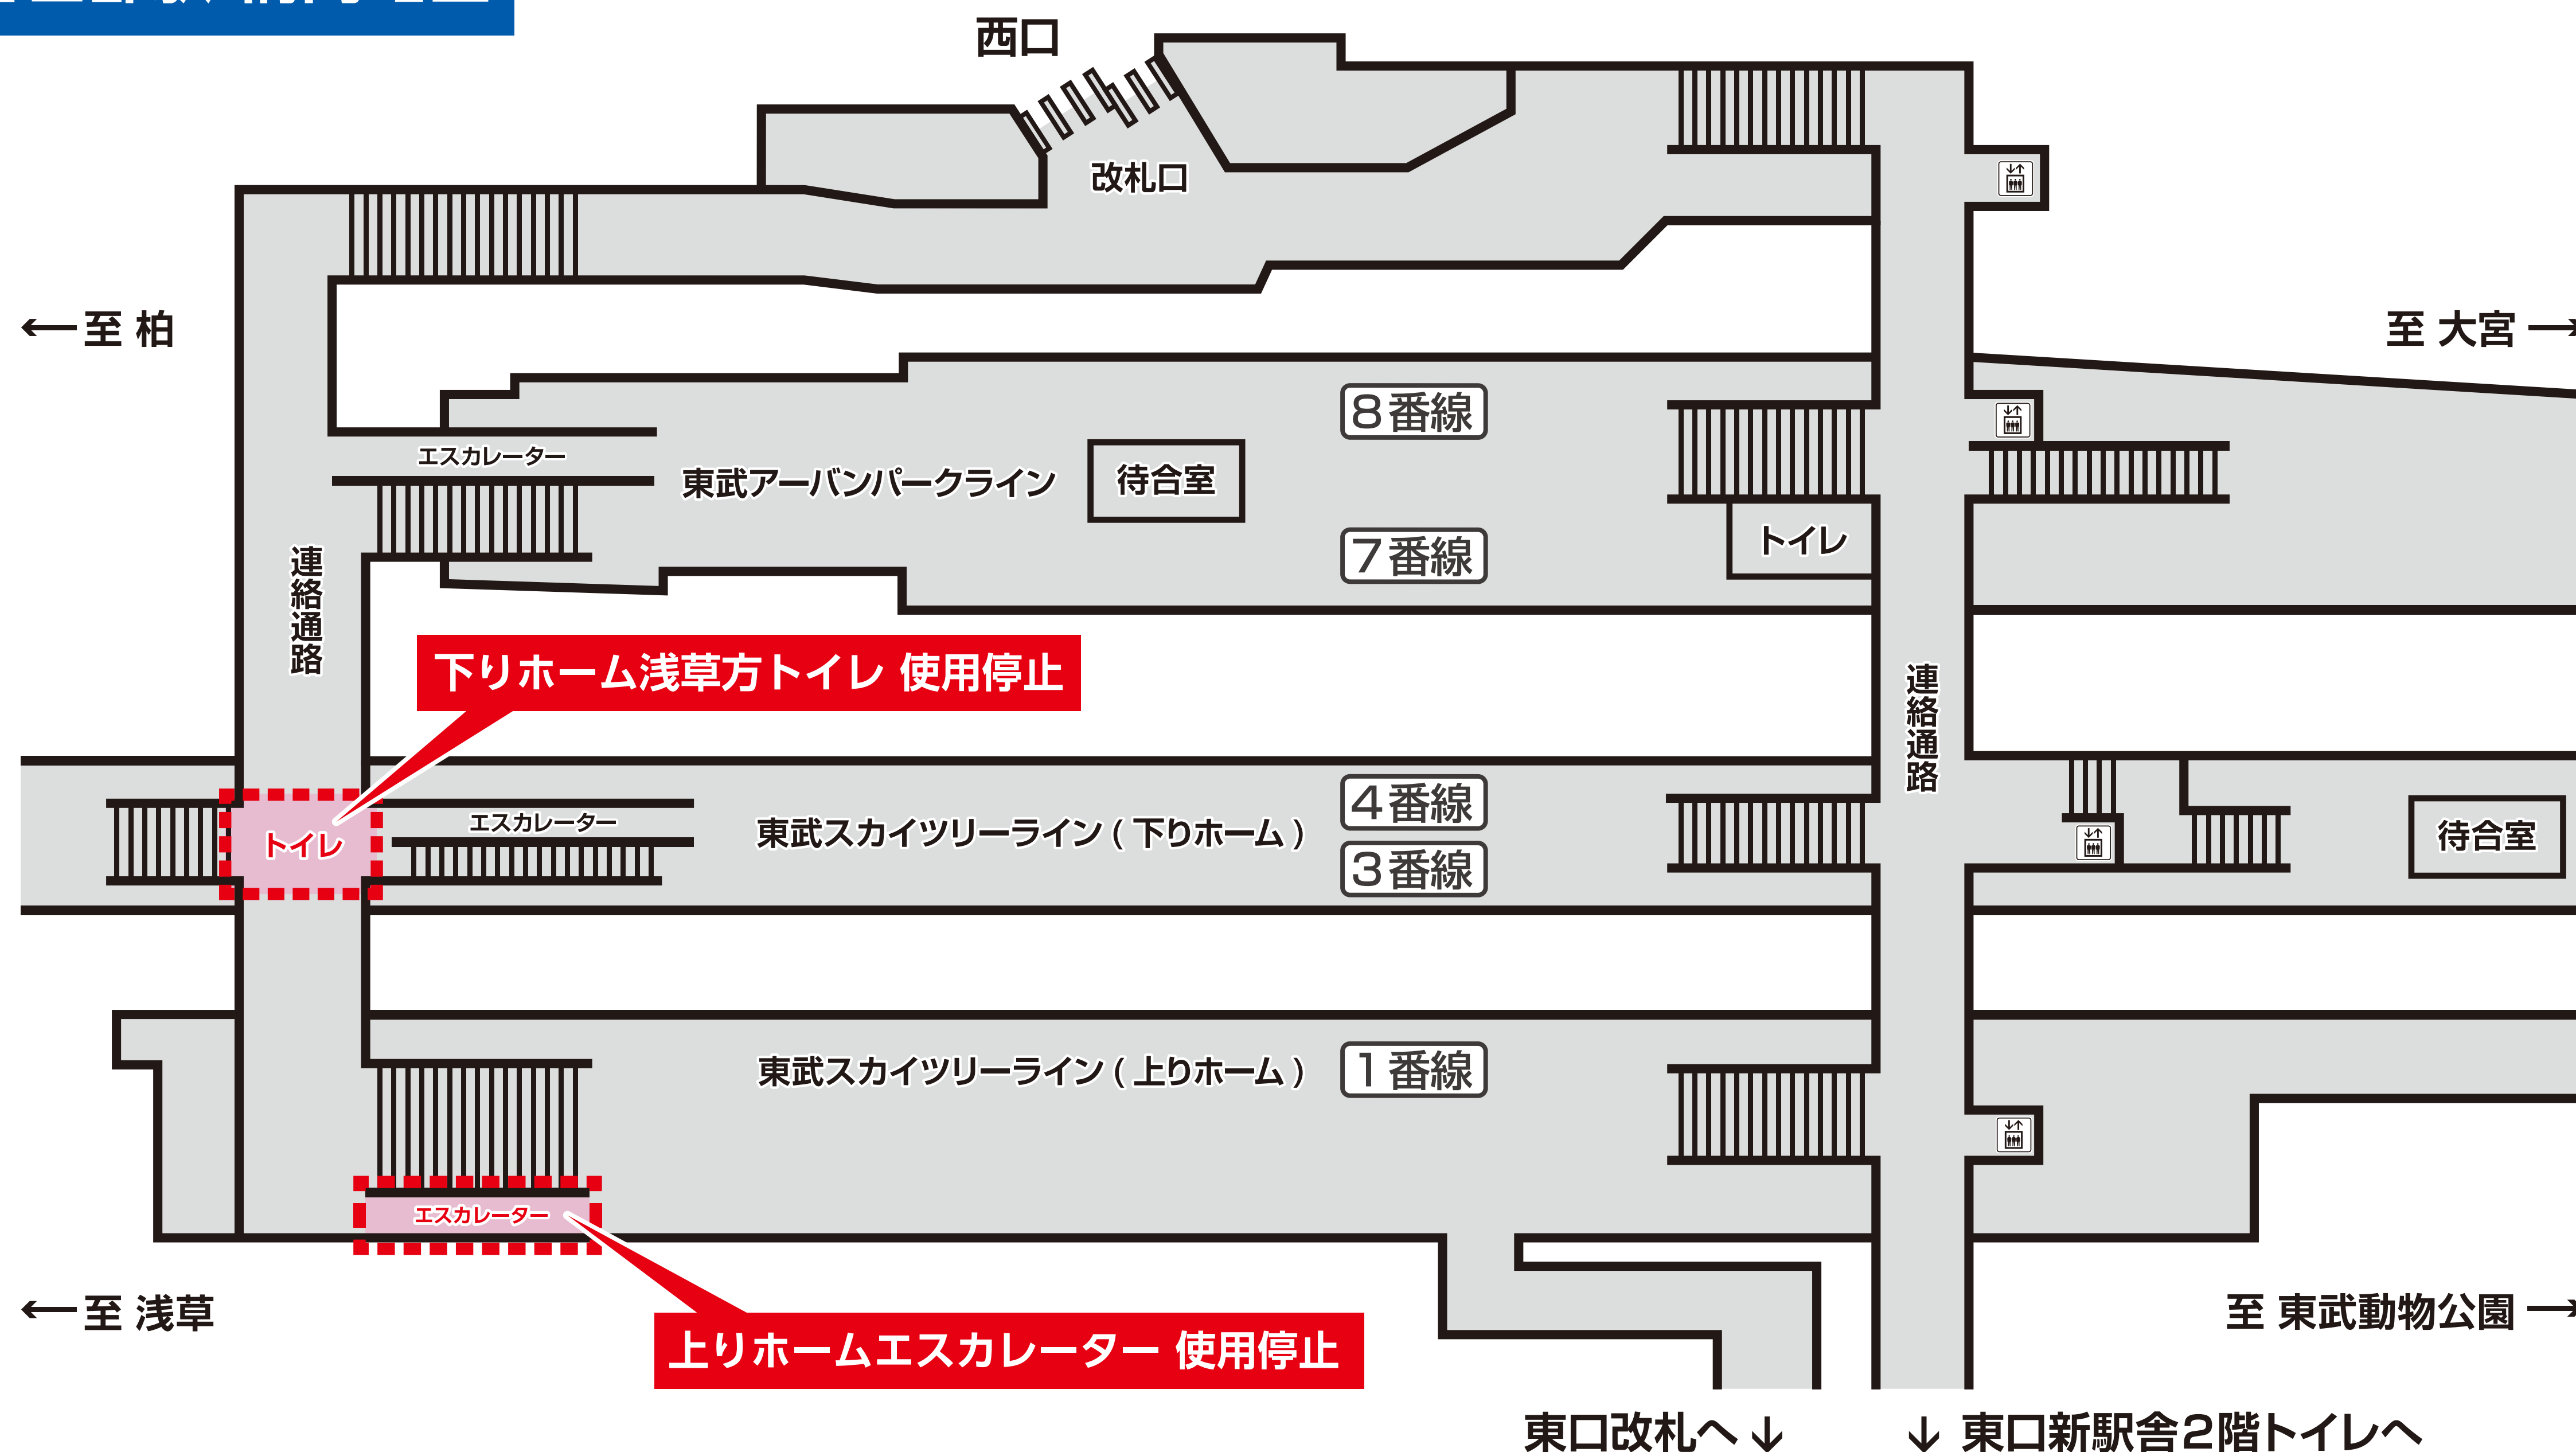 西口
改札口
←至 柏
至 大宮→
8番線
エスカレーター
東武アーバンパークライン
待合室
7番線
トイレ
連絡通路
下りホーム浅草方トイレ 使用停止
連絡通路
4番線
エスカレーター
東武スカイツリーライン(下りホーム)
トイレ
3番線
待合室
東武スカイツリーライン(上りホーム)
1番線
エスカレーター
←至 浅草
至 東武動物公園→
上りホームエスカレーター 使用停止
東口改札へ↓
↓ 東口新駅舎2階トイレへ